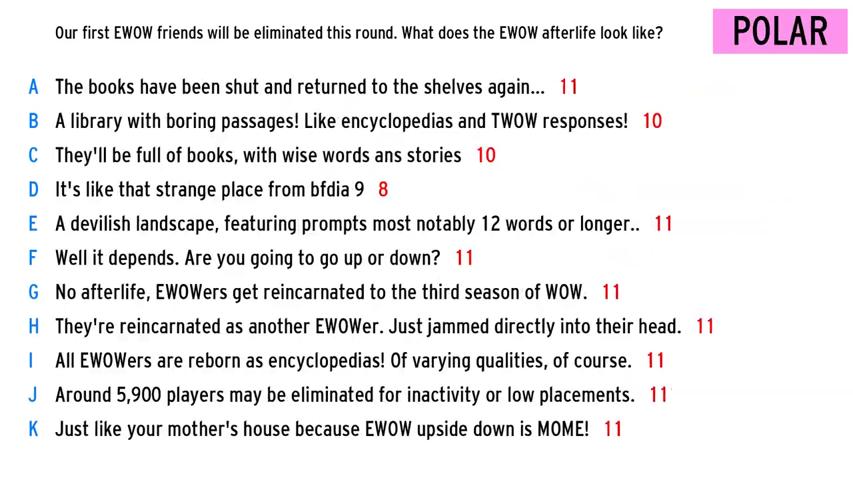 Our first EWOW friends will be eliminated this round. What does the EWOW afterlife look like?
POLAR
A The books have been shut and returned to the shelves again... 11
B A library with boring passages! Like encyclopedias and TWOW responses! 10
C They'll be full of books, with wise words ans stories 10
D It's like that strange place from bfdia 9 8
E A devilish landscape, featuring prompts most notably 12 words or longer.. 11
F Well it depends. Are you going to go up or down? 11
G No afterlife, EWOWers get reincarnated to the third season of WOW. 11
H They're reincarnated as another EWOWer. Just jammed directly into their head. 11
I All EWOWers are reborn as encyclopedias! Of varying qualities, of course. 11
J Around 5,900 players may be eliminated for inactivity or low placements. 11
K Just like your mother's house because EWOW upside down is MOME! 11